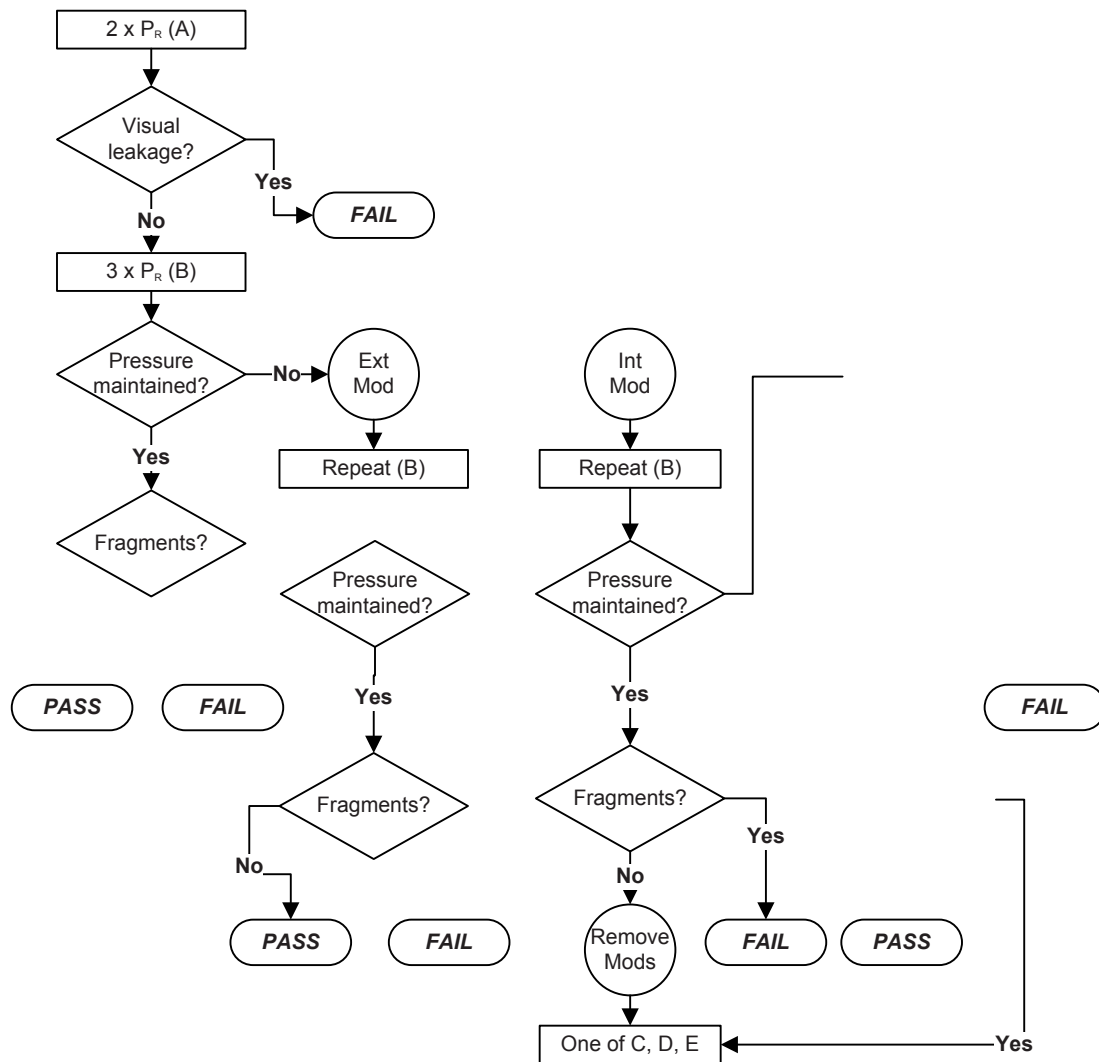 2 x PR (A)
Visual
leakage?
Yes
FAIL
No
3 x PR (B)
Pressure
maintained?
No
Ext
Mod
Int
Mod
Yes
Repeat (B)
Repeat (B)
Fragments?
Pressure
maintained?
Pressure
maintained?
Yes
Yes
PASS
FAIL
FAIL
Fragments?
Fragments?
No
Yes
No
PASS
FAIL
Remove
Mods
FAIL
PASS
One of C, D, E
Yes